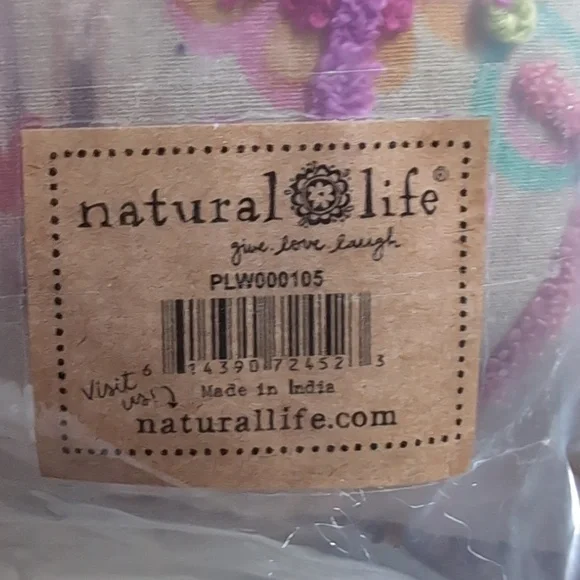 natural life®
give. love. laugh
PLW000105
6 14390 72452 3
Made in India
Visit us!
naturallife.com